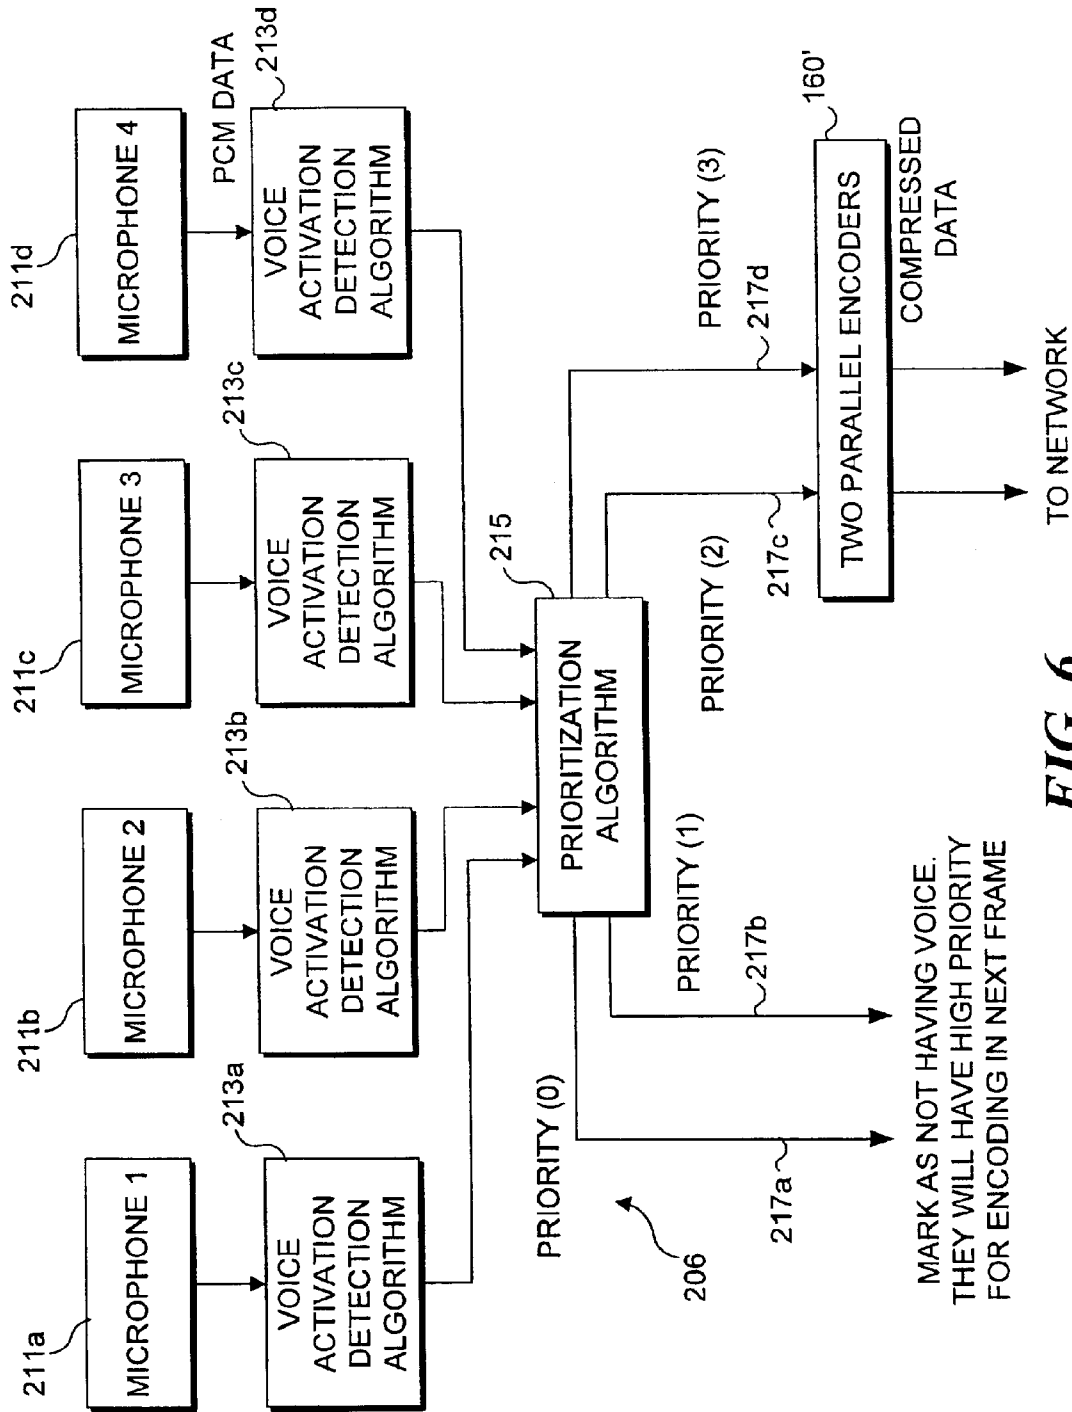 211a
MICROPHONE 1
211b
MICROPHONE 2
211c
MICROPHONE 3
211d
MICROPHONE 4
PCM DATA
213a
VOICE
ACTIVATION
DETECTION
ALGORITHM
213b
VOICE
ACTIVATION
DETECTION
ALGORITHM
213c
VOICE
ACTIVATION
DETECTION
ALGORITHM
213d
VOICE
ACTIVATION
DETECTION
ALGORITHM
215
PRIORITIZATION
ALGORITHM
PRIORITY (0)
PRIORITY (1)
PRIORITY (2)
PRIORITY (3)
206
217a
217b
217c
217d
160'
TWO PARALLEL ENCODERS
COMPRESSED
DATA
MARK AS NOT HAVING VOICE.
THEY WILL HAVE HIGH PRIORITY
FOR ENCODING IN NEXT FRAME
TO NETWORK
FIG. 6